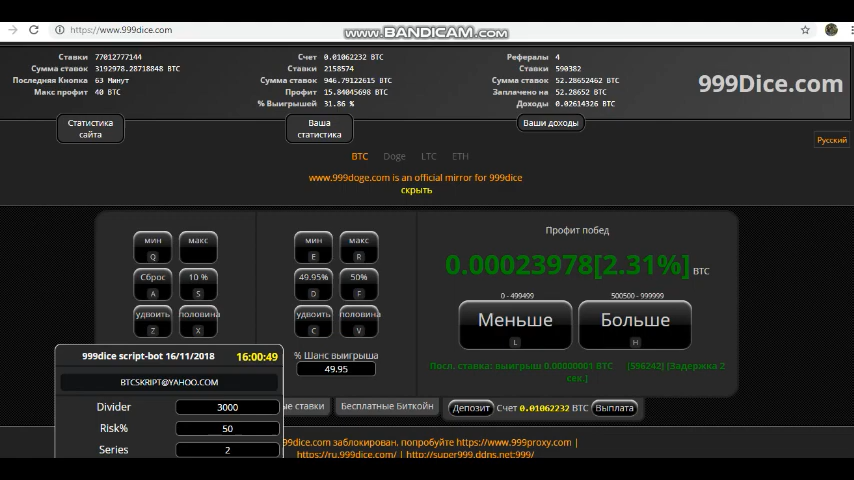 https://www.999dice.com
www.BANDICAM.com
Ставки 77012777144
Сумма ставок 3192978.28718848 BTC
Последняя Кнопка 63 Минут
Макс профит 40 BTC
Счет 0.01062232 BTC
Ставки 2158574
Сумма ставок 946.79122615 BTC
Профит 15.84045698 BTC
% Выигрышей 31.86 %
Рефералы 4
Ставки 590382
Сумма ставок 52.28652462 BTC
Заплачено на 52.28652 BTC
Доходы 0.02614326 BTC
999Dice.com
Статистика
сайта
Ваша
статистика
Ваши доходы
Русский
BTC Doge LTC ETH
www.999doge.com is an official mirror for 999dice
скрыть
мин
Q
макс
Сброс
A
10 %
S
удвоить
Z
половина
X
мин
E
макс
R
49.95%
D
50%
F
удвоить
C
половина
V
% Шанс выигрыша
49.95
Профит побед
0.00023978[2.31%] BTC
0 - 499499
500500 - 999999
Меньше
L
Больше
H
Посл. ставка: выигрыш 0.00000001 BTC [596242] [Задержка 2
сек.]
999dice script-bot 16/11/2018 16:00:49
BTCSKRIPT@YAHOO.COM
Divider 3000
Risk% 50
Series 2
ые ставки
Бесплатные Биткойн
Депозит Счет 0.01062232 BTC Выплата
999dice.com заблокирован, попробуйте https://www.999proxy.com |
https://ru.999dice.com/ | http://super999.ddns.net:999/